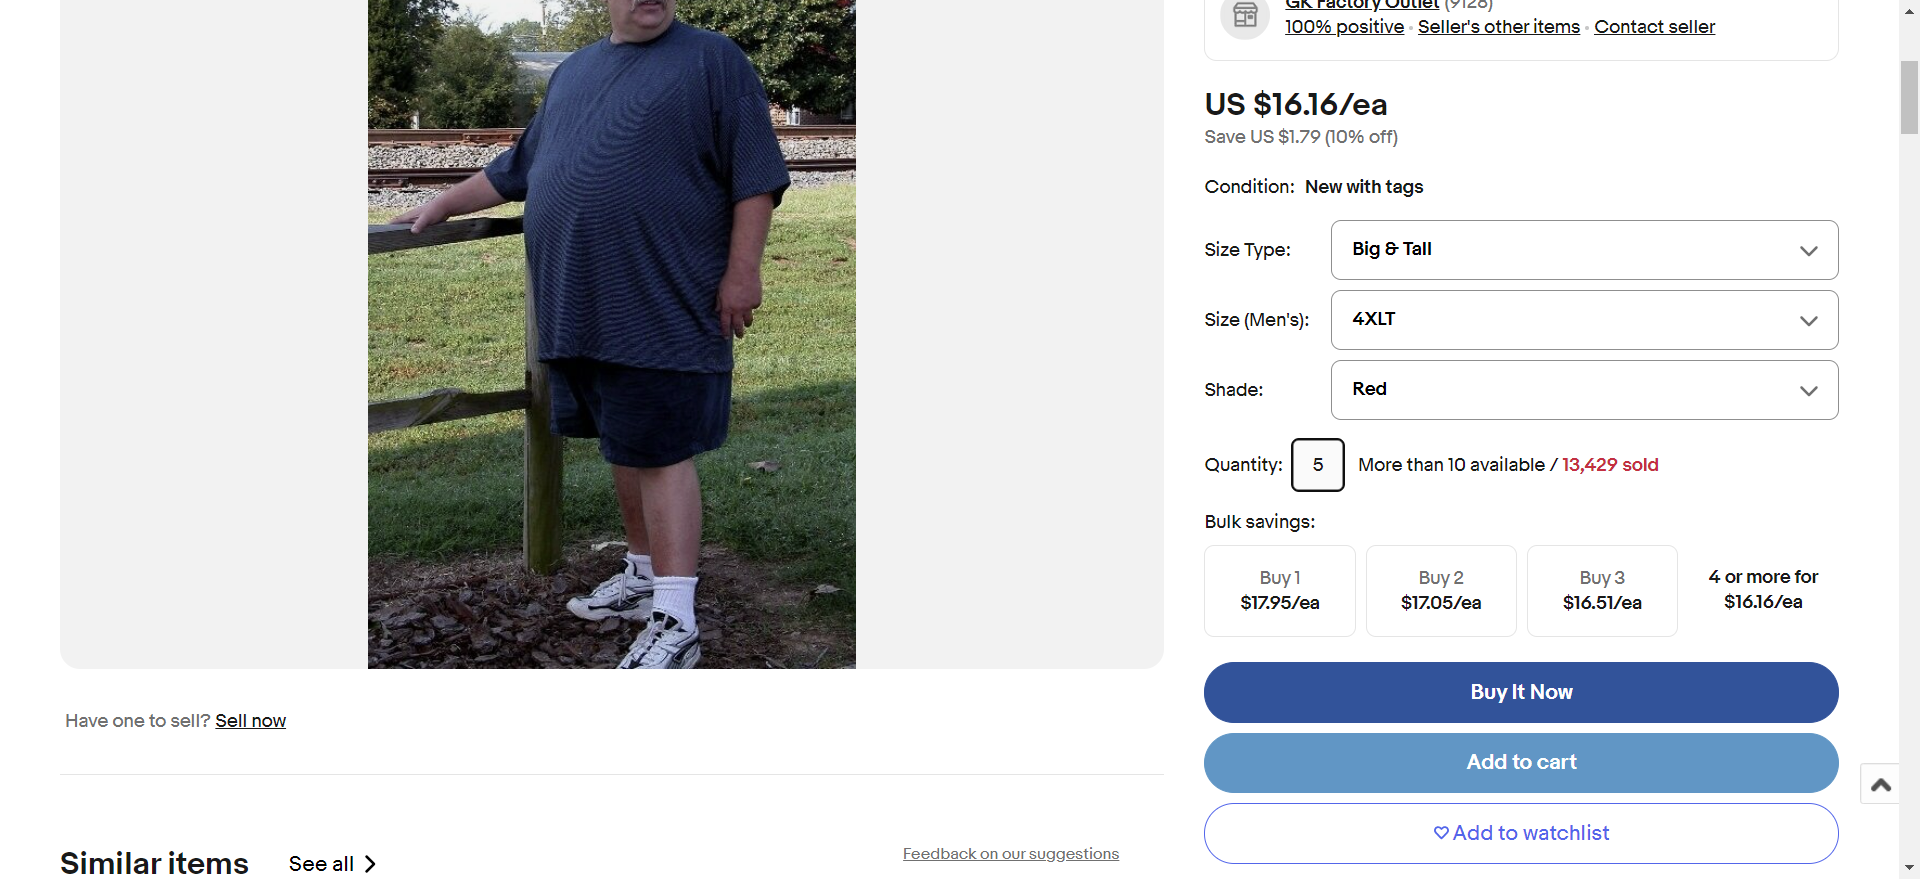 GK Factory Outlet (9128)
100% positive · Seller's other items · Contact seller
US $16.16/ea
Save US $1.79 (10% off)
Condition: New with tags
Size Type: Big & Tall
Size (Men's): 4XLT
Shade: Red
Quantity: 5 More than 10 available / 13,429 sold
Bulk savings:
Buy 1
$17.95/ea
Buy 2
$17.05/ea
Buy 3
$16.51/ea
4 or more for
$16.16/ea
Buy It Now
Add to cart
Add to watchlist
Have one to sell? Sell now
Similar items See all
Feedback on our suggestions